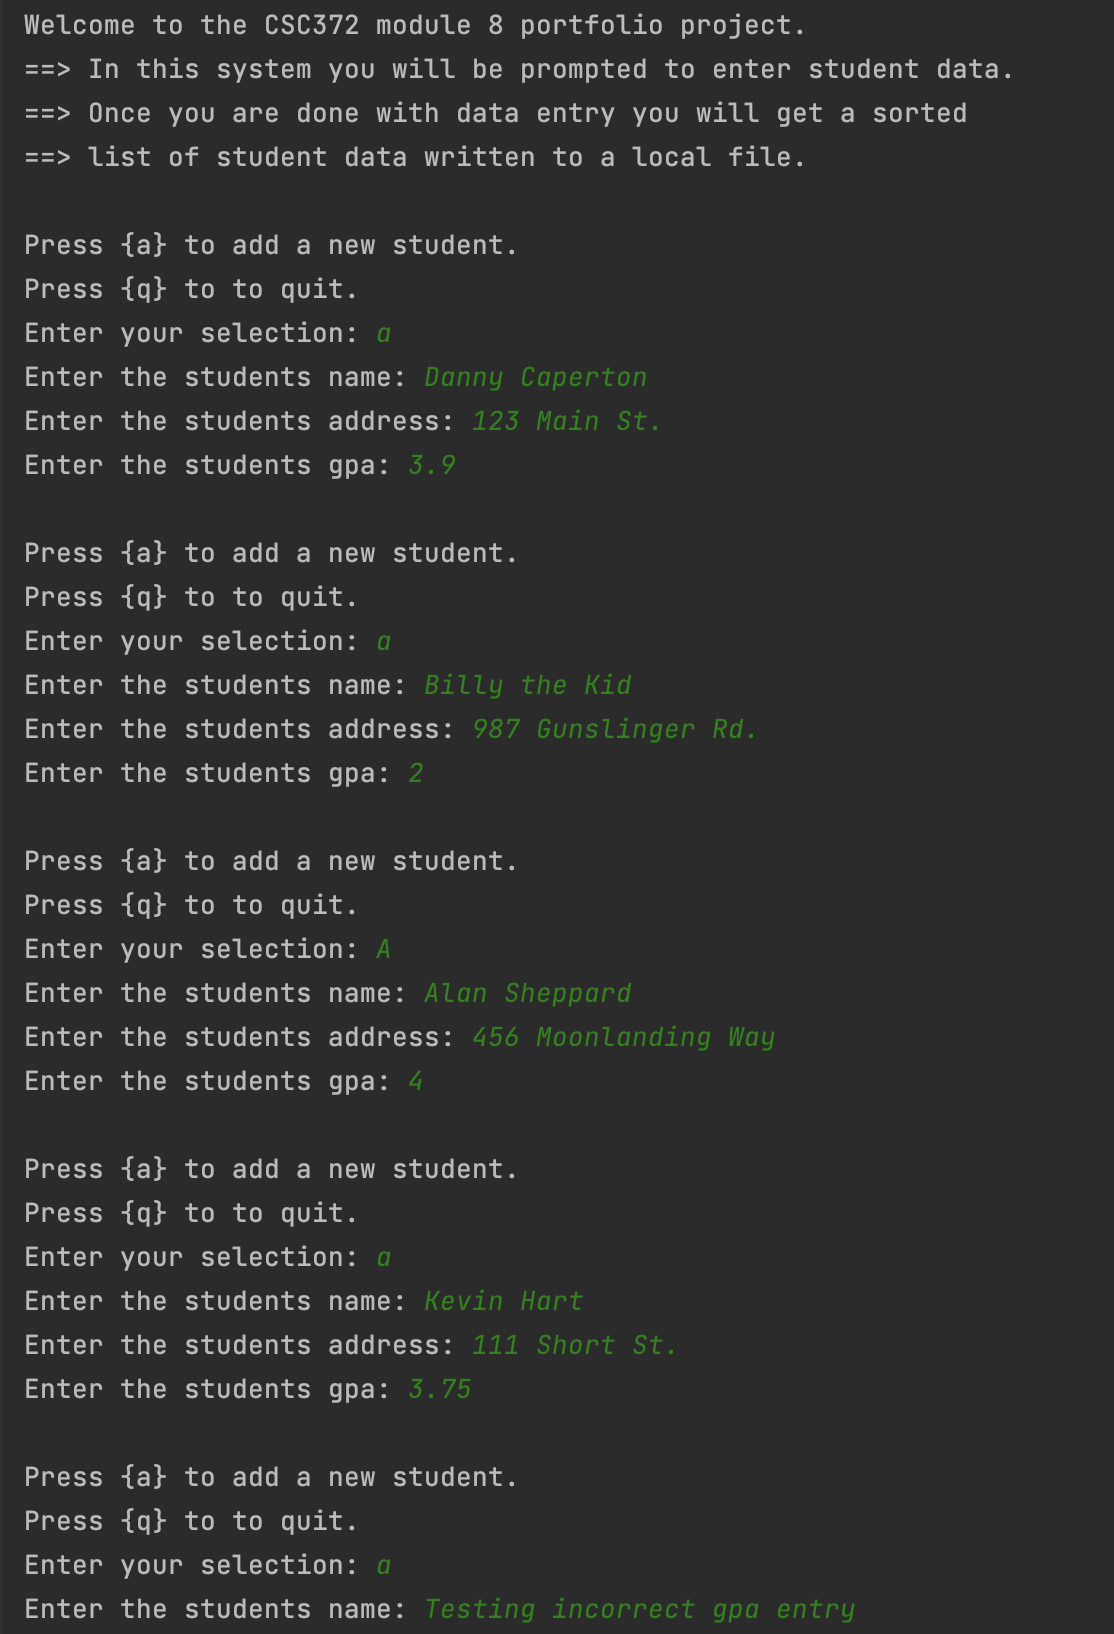 Welcome to the CSC372 module 8 portfolio project.
==> In this system you will be prompted to enter student data.
==> Once you are done with data entry you will get a sorted
==> list of student data written to a local file.
Press {a} to add a new student.
Press {q} to to quit.
Enter your selection: a
Enter the students name: Danny Caperton
Enter the students address: 123 Main St.
Enter the students gpa: 3.9
Press {a} to add a new student.
Press {q} to to quit.
Enter your selection: a
Enter the students name: Billy the Kid
Enter the students address: 987 Gunslinger Rd.
Enter the students gpa: 2
Press {a} to add a new student.
Press {q} to to quit.
Enter your selection: A
Enter the students name: Alan Sheppard
Enter the students address: 456 Moonlanding Way
Enter the students gpa: 4
Press {a} to add a new student.
Press {q} to to quit.
Enter your selection: a
Enter the students name: Kevin Hart
Enter the students address: 111 Short St.
Enter the students gpa: 3.75
Press {a} to add a new student.
Press {q} to to quit.
Enter your selection: a
Enter the students name: Testing incorrect gpa entry